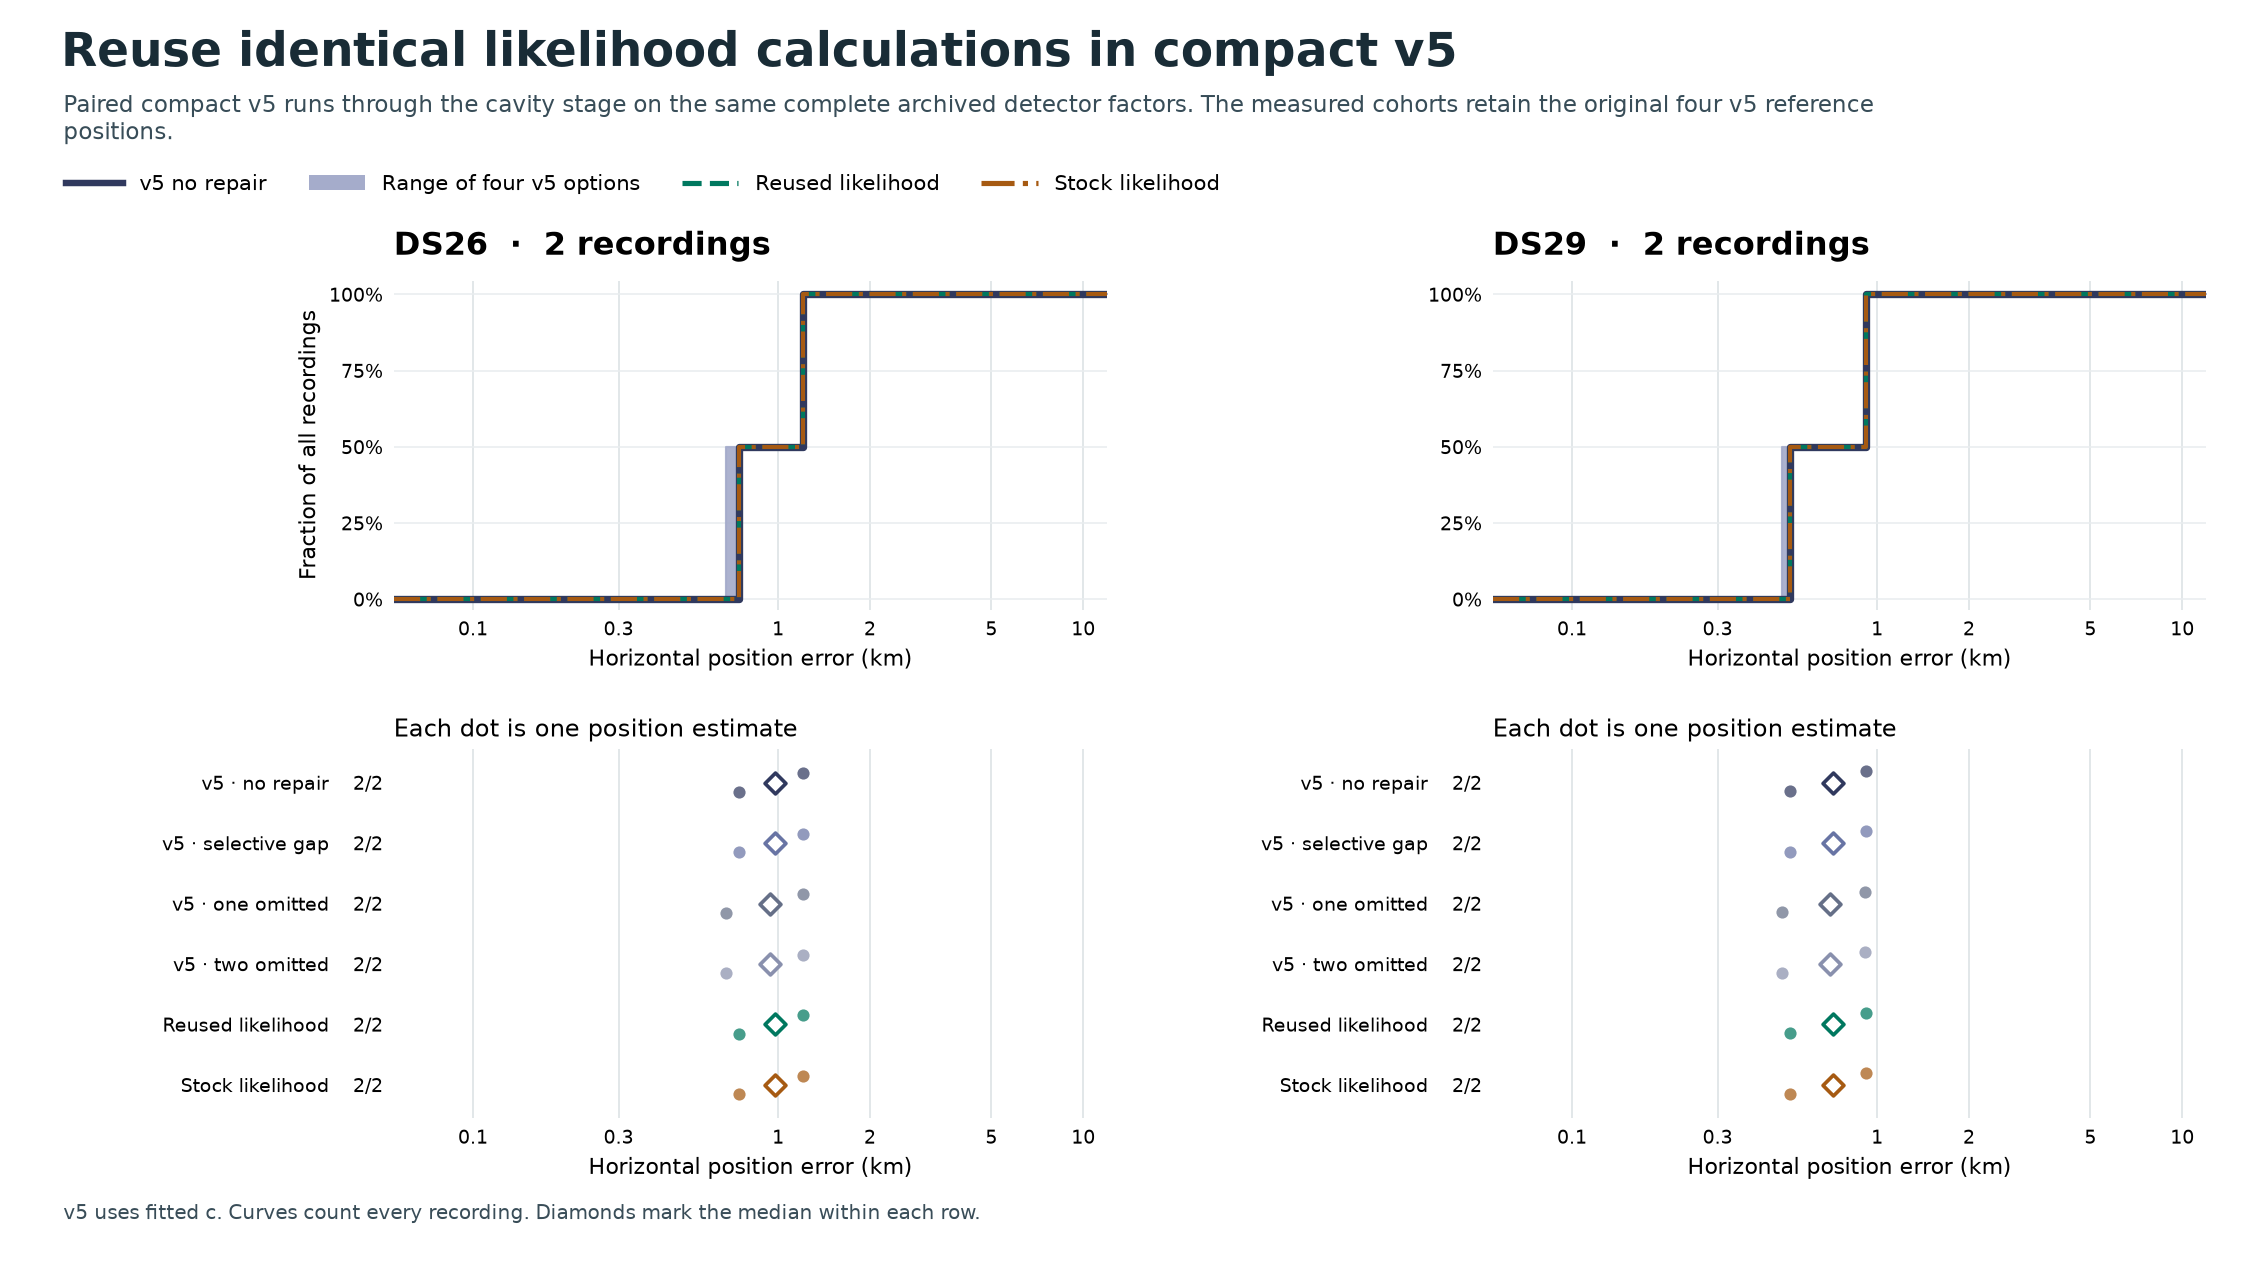 Reuse identical likelihood calculations in compact v5
Paired compact v5 runs through the cavity stage on the same complete archived detector factors. The measured cohorts retain the original four v5 reference
positions.
v5 no repair
Range of four v5 options
Reused likelihood
Stock likelihood
DS26 · 2 recordings
Fraction of all recordings
100%
75%
50%
25%
0%
0.1 0.3 1 2 5 10
Horizontal position error (km)
DS29 · 2 recordings
100%
75%
50%
25%
0%
0.1 0.3 1 2 5 10
Horizontal position error (km)
Each dot is one position estimate
v5 · no repair 2/2
v5 · selective gap 2/2
v5 · one omitted 2/2
v5 · two omitted 2/2
Reused likelihood 2/2
Stock likelihood 2/2
0.1 0.3 1 2 5 10
Horizontal position error (km)
Each dot is one position estimate
v5 · no repair 2/2
v5 · selective gap 2/2
v5 · one omitted 2/2
v5 · two omitted 2/2
Reused likelihood 2/2
Stock likelihood 2/2
0.1 0.3 1 2 5 10
Horizontal position error (km)
v5 uses fitted c. Curves count every recording. Diamonds mark the median within each row.